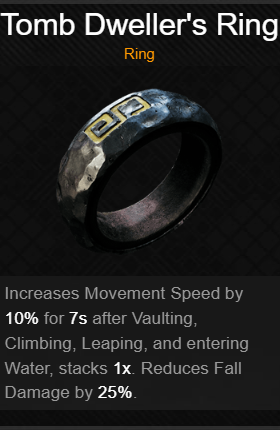 Tomb Dweller's Ring
Ring
Increases Movement Speed by
10% for 7s after Vaulting,
Climbing, Leaping, and entering
Water, stacks 1x. Reduces Fall
Damage by 25%.